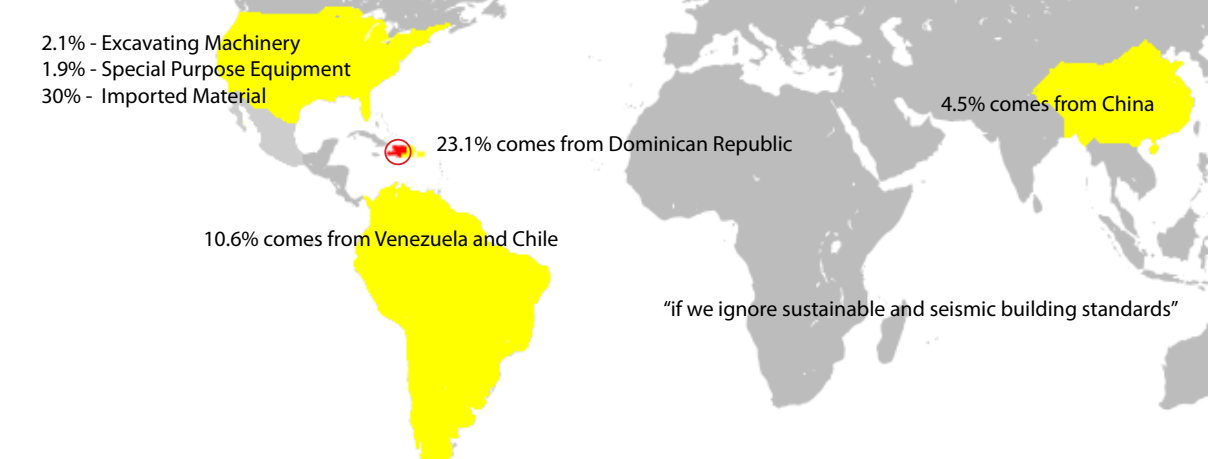 2.1% - Excavating Machinery
1.9% - Special Purpose Equipment
30% - Imported Material
4.5% comes from China
23.1% comes from Dominican Republic
10.6% comes from Venezuela and Chile
“if we ignore sustainable and seismic building standards”